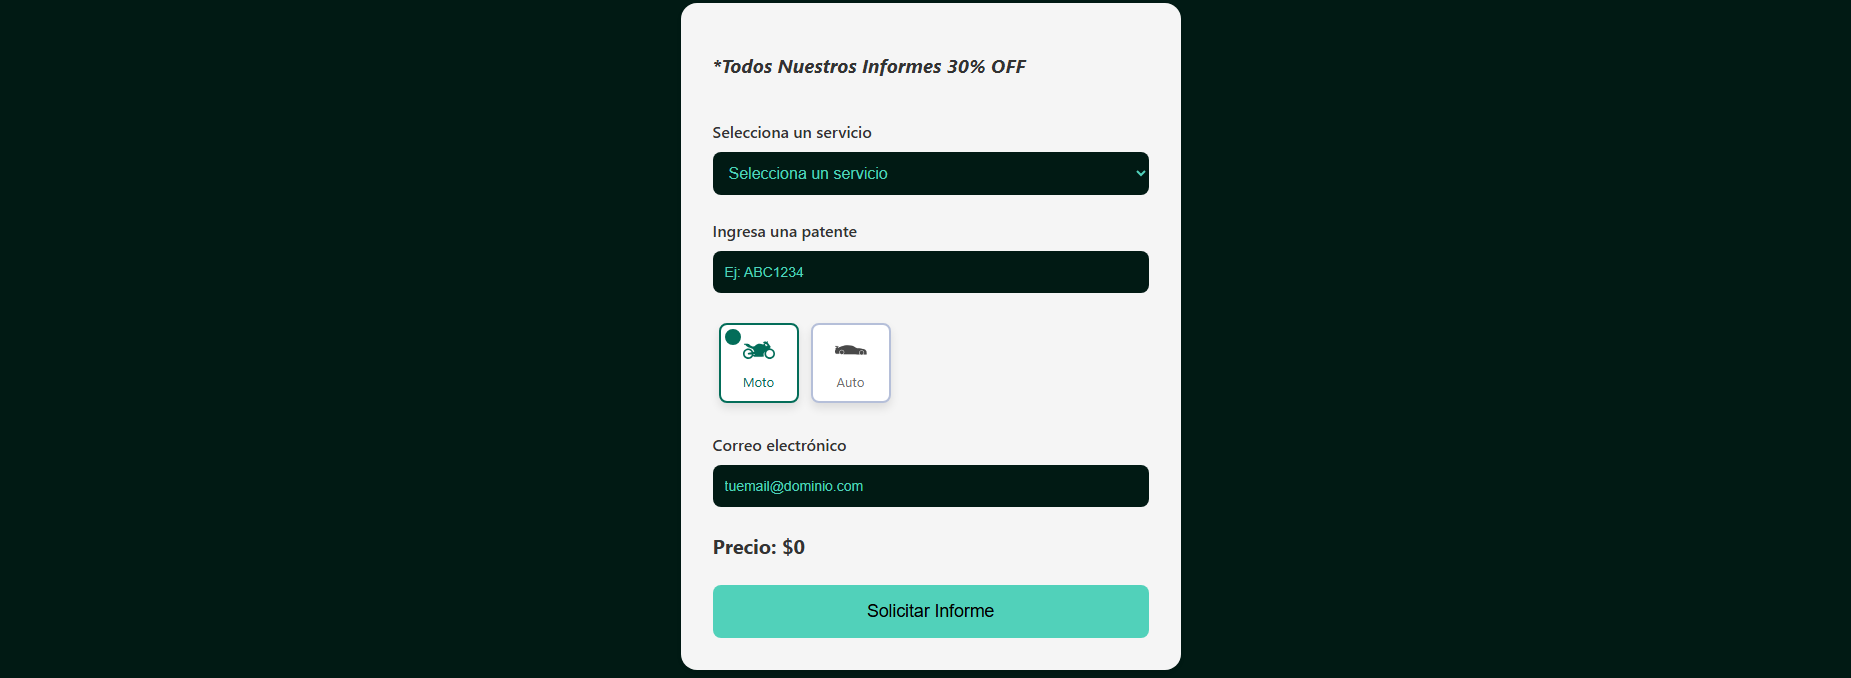 *Todos Nuestros Informes 30% OFF
Selecciona un servicio
Selecciona un servicio
Ingresa una patente
Ej: ABC1234
Moto
Auto
Correo electrónico
tuemail@dominio.com
Precio: $0
Solicitar Informe